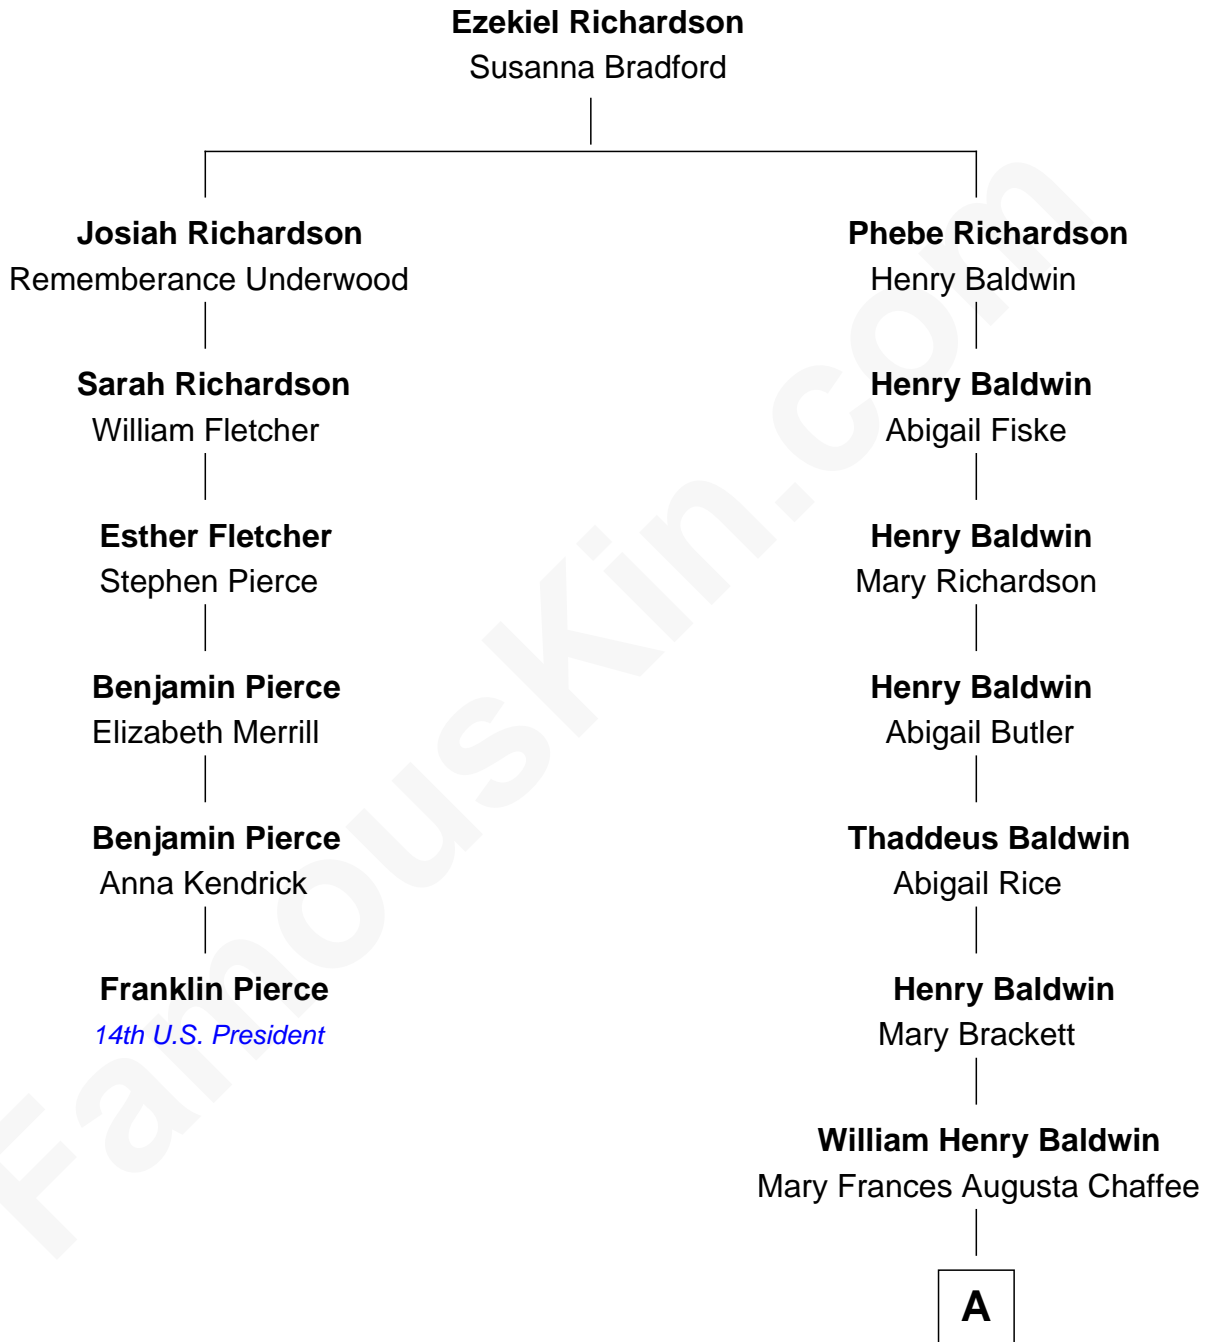 Ezekiel Richardson
Susanna Bradford
Josiah Richardson
Rememberance Underwood
Sarah Richardson
William Fletcher
Esther Fletcher
Stephen Pierce
Benjamin Pierce
Elizabeth Merrill
Benjamin Pierce
Anna Kendrick
Franklin Pierce
14th U.S. President
Phebe Richardson
Henry Baldwin
Henry Baldwin
Abigail Fiske
Henry Baldwin
Mary Richardson
Henry Baldwin
Abigail Butler
Thaddeus Baldwin
Abigail Rice
Henry Baldwin
Mary Brackett
William Henry Baldwin
Mary Frances Augusta Chaffee
A
FamousKin.com